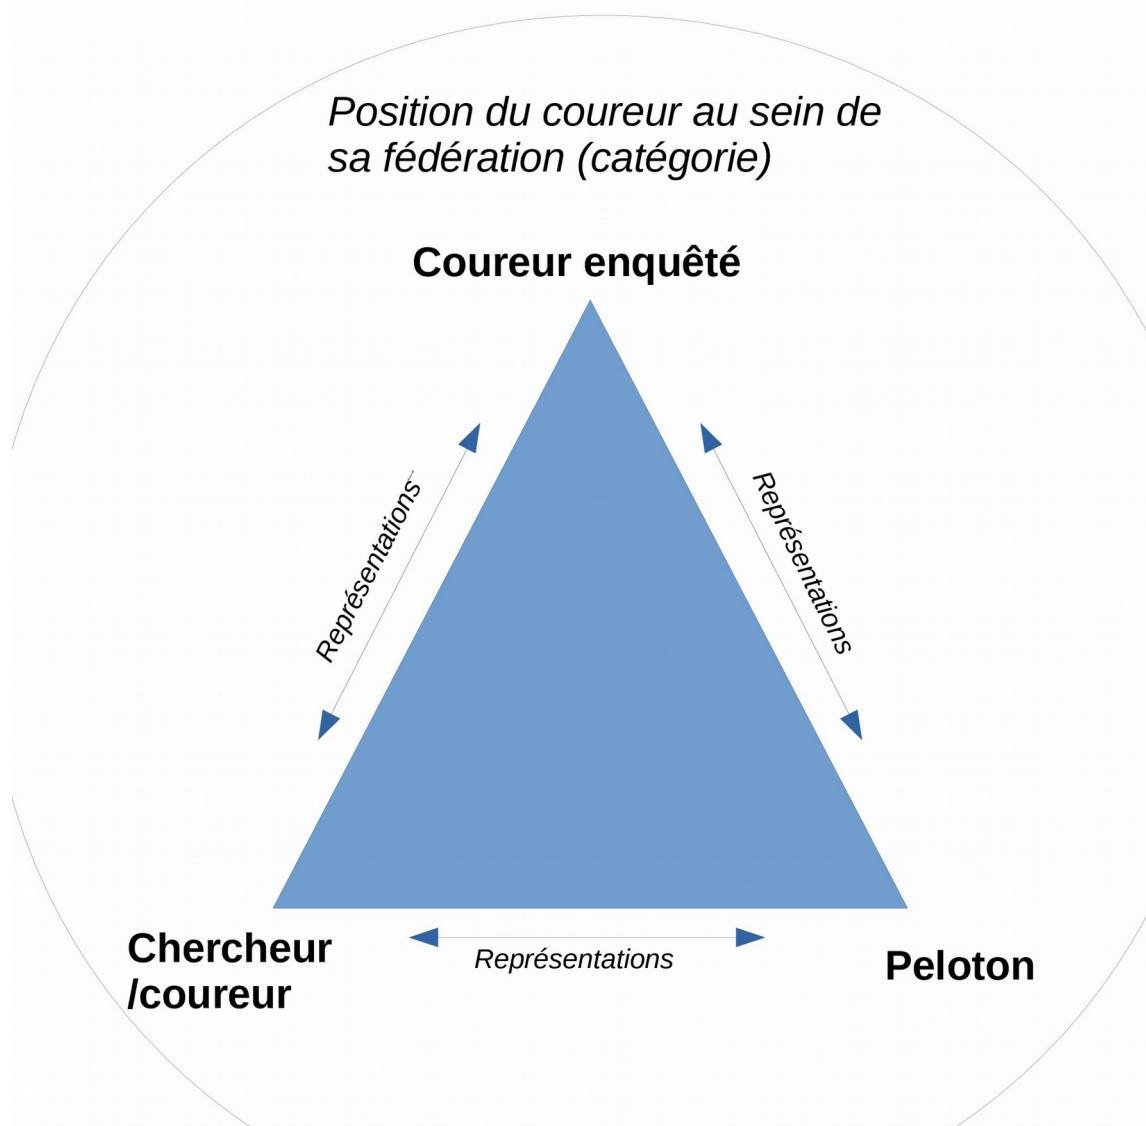 Position du coureur au sein de
sa fédération (catégorie)
Coureur enquêté
Représentations
Représentations
Chercheur
/coureur
Représentations
Peloton